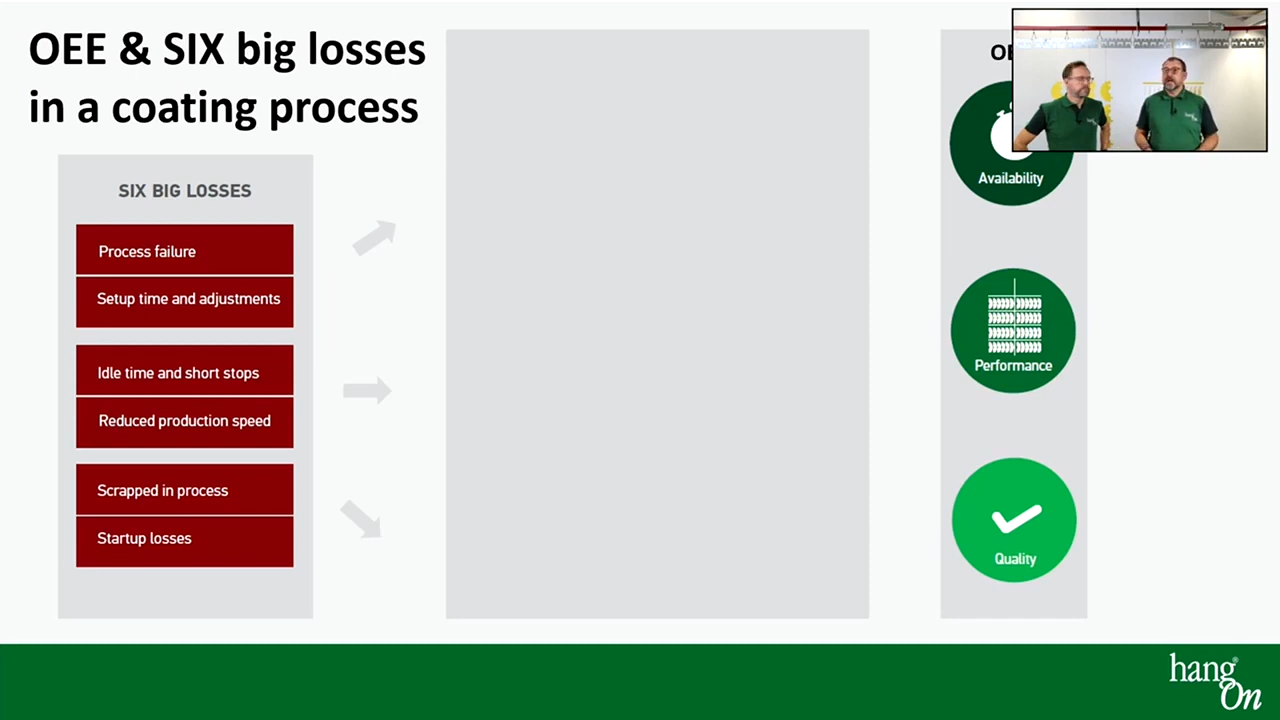 OEE & SIX big losses
in a coating process
SIX BIG LOSSES
Process failure
Setup time and adjustments
Idle time and short stops
Reduced production speed
Scrapped in process
Startup losses
Availability
Performance
Quality
hang®
On